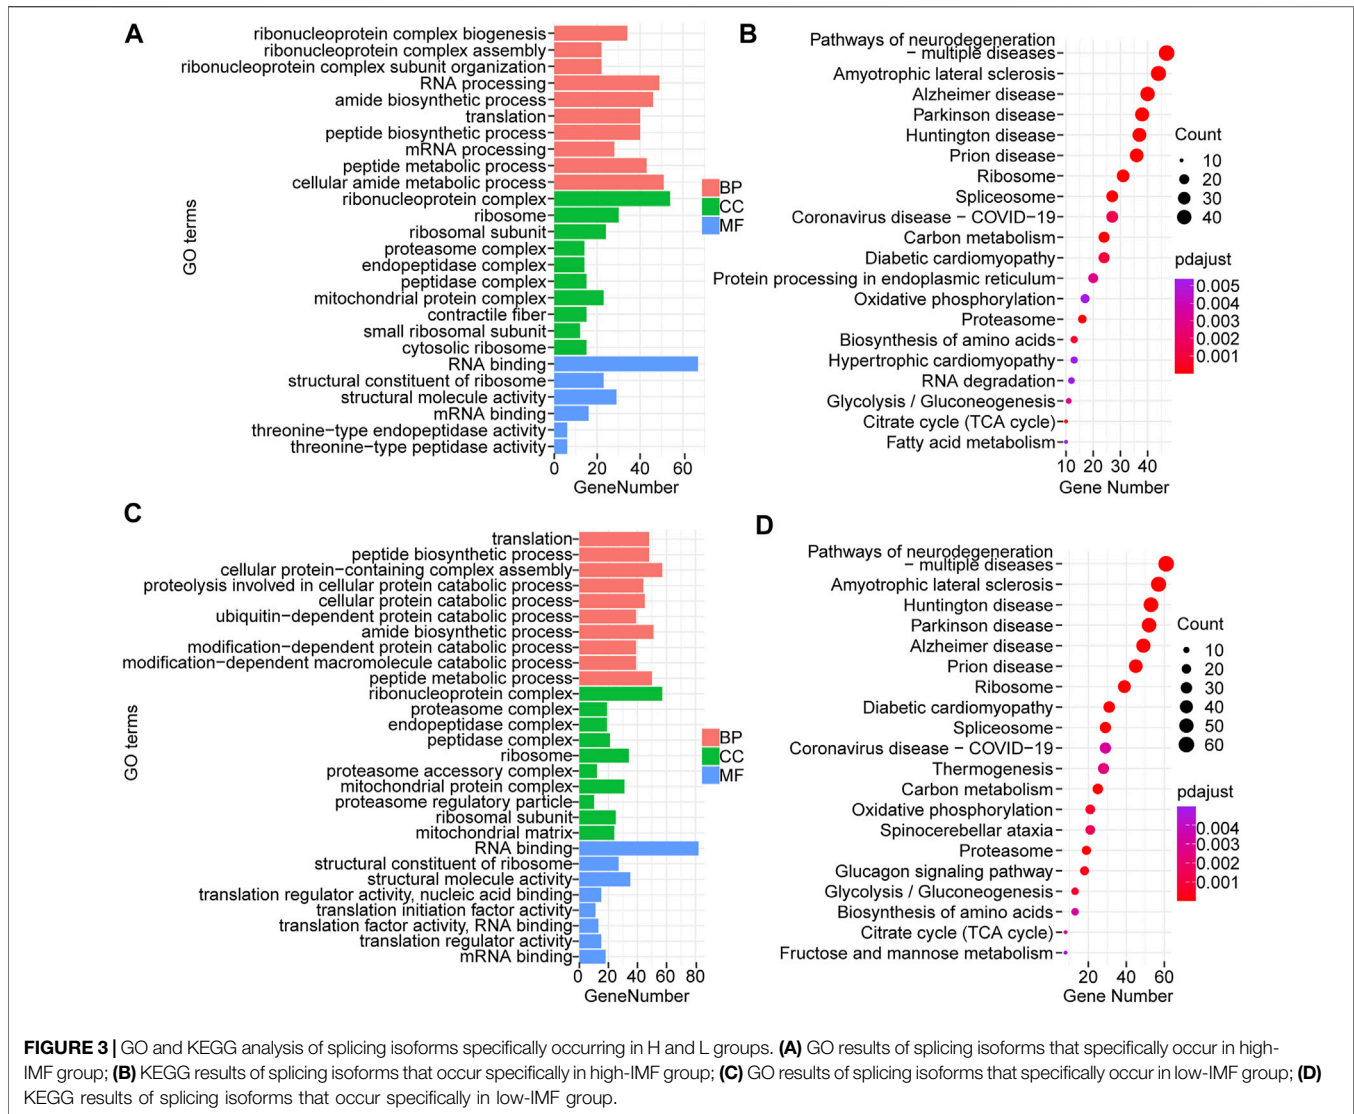 A
ribonucleoprotein complex biogenesis
ribonucleoprotein complex assembly
ribonucleoprotein complex subunit organization
RNA processing
amide biosynthetic process
translation
peptide biosynthetic process
mRNA processing
peptide metabolic process
cellular amide metabolic process
ribonucleoprotein complex
ribosome
ribosomal subunit
proteasome complex
endopeptidase complex
peptidase complex
mitochondrial protein complex
contractile fiber
small ribosomal subunit
cytosolic ribosome
RNA binding
structural constituent of ribosome
structural molecule activity
mRNA binding
threonine−type endopeptidase activity
threonine−type peptidase activity
GO terms
0 20 40 60
GeneNumber
BP
CC
MF
B
Pathways of neurodegeneration
− multiple diseases
Amyotrophic lateral sclerosis
Alzheimer disease
Parkinson disease
Huntington disease
Prion disease
Ribosome
Spliceosome
Coronavirus disease − COVID−19
Carbon metabolism
Diabetic cardiomyopathy
Protein processing in endoplasmic reticulum
Oxidative phosphorylation
Proteasome
Biosynthesis of amino acids
Hypertrophic cardiomyopathy
RNA degradation
Glycolysis / Gluconeogenesis
Citrate cycle (TCA cycle)
Fatty acid metabolism
10 20 30 40
Gene Number
Count
10
20
30
40
pdajust
0.005
0.004
0.003
0.002
0.001
C
translation
peptide biosynthetic process
cellular protein−containing complex assembly
proteolysis involved in cellular protein catabolic process
cellular protein catabolic process
ubiquitin−dependent protein catabolic process
amide biosynthetic process
modification−dependent protein catabolic process
modification−dependent macromolecule catabolic process
peptide metabolic process
ribonucleoprotein complex
proteasome complex
endopeptidase complex
peptidase complex
ribosome
proteasome accessory complex
mitochondrial protein complex
proteasome regulatory particle
ribosomal subunit
mitochondrial matrix
RNA binding
structural constituent of ribosome
structural molecule activity
translation regulator activity, nucleic acid binding
translation initiation factor activity
translation factor activity, RNA binding
translation regulator activity
mRNA binding
GO terms
0 20 40 60 80
GeneNumber
BP
CC
MF
D
Pathways of neurodegeneration
− multiple diseases
Amyotrophic lateral sclerosis
Huntington disease
Parkinson disease
Alzheimer disease
Prion disease
Ribosome
Diabetic cardiomyopathy
Spliceosome
Coronavirus disease − COVID−19
Thermogenesis
Carbon metabolism
Oxidative phosphorylation
Spinocerebellar ataxia
Proteasome
Glucagon signaling pathway
Glycolysis / Gluconeogenesis
Biosynthesis of amino acids
Citrate cycle (TCA cycle)
Fructose and mannose metabolism
20 40 60
Gene Number
Count
10
20
30
40
50
60
pdajust
0.004
0.003
0.002
0.001
FIGURE 3 | GO and KEGG analysis of splicing isoforms specifically occurring in H and L groups. (A) GO results of splicing isoforms that specifically occur in high-
IMF group; (B) KEGG results of splicing isoforms that occur specifically in high-IMF group; (C) GO results of splicing isoforms that specifically occur in low-IMF group; (D)
KEGG results of splicing isoforms that occur specifically in low-IMF group.